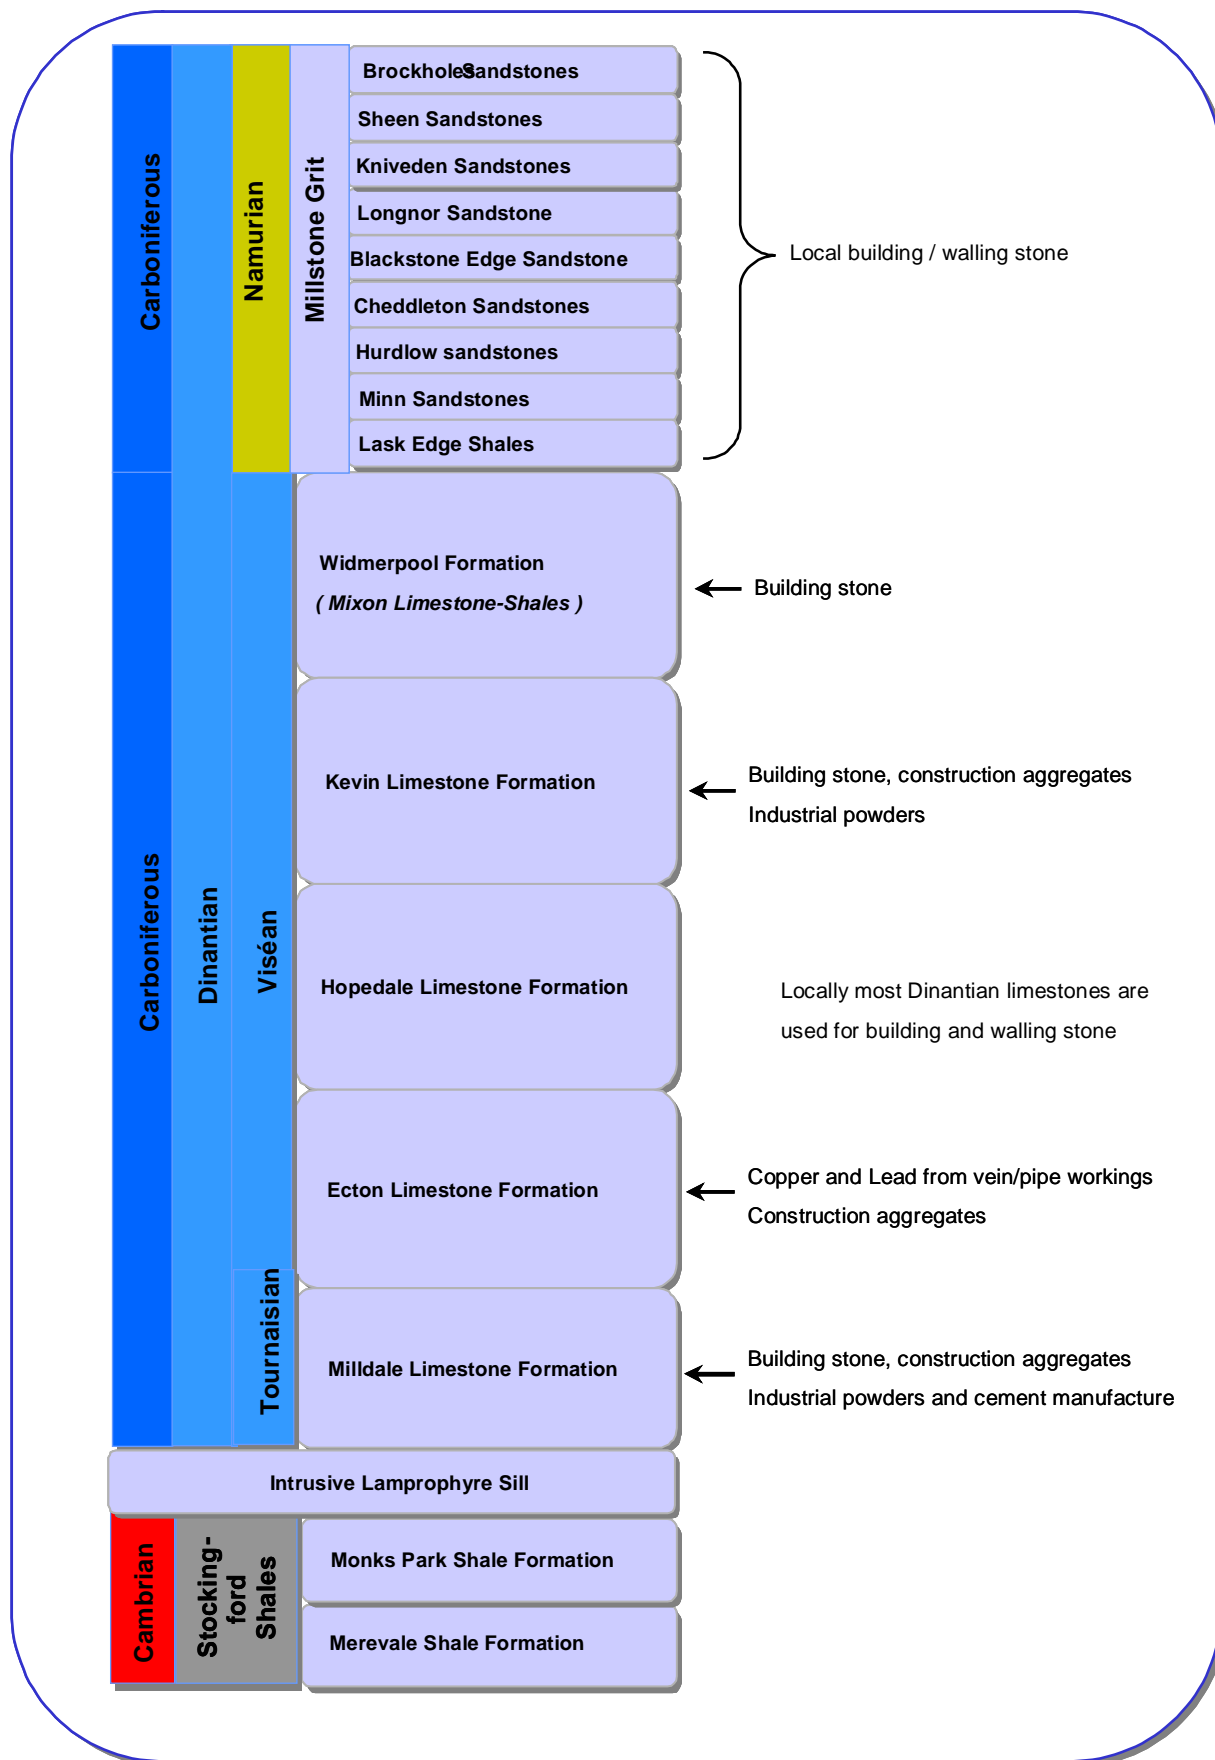 Carboniferous
Namurian
Millstone Grit
Brockholes Sandstones
Sheen Sandstones
Kniveden Sandstones
Longnor Sandstone
Blackstone Edge Sandstone
Cheddleton Sandstones
Hurdlow sandstones
Minn Sandstones
Lask Edge Shales
Local building / walling stone
Carboniferous
Dinantian
Viséan
Tournaisian
Widmerpool Formation
( Mixon Limestone-Shales )
Building stone
Kevin Limestone Formation
Building stone, construction aggregates
Industrial powders
Hopedale Limestone Formation
Locally most Dinantian limestones are
used for building and walling stone
Ecton Limestone Formation
Copper and Lead from vein/pipe workings
Construction aggregates
Milldale Limestone Formation
Building stone, construction aggregates
Industrial powders and cement manufacture
Intrusive Lamprophyre Sill
Cambrian
Stocking-
ford
Shales
Monks Park Shale Formation
Merevale Shale Formation